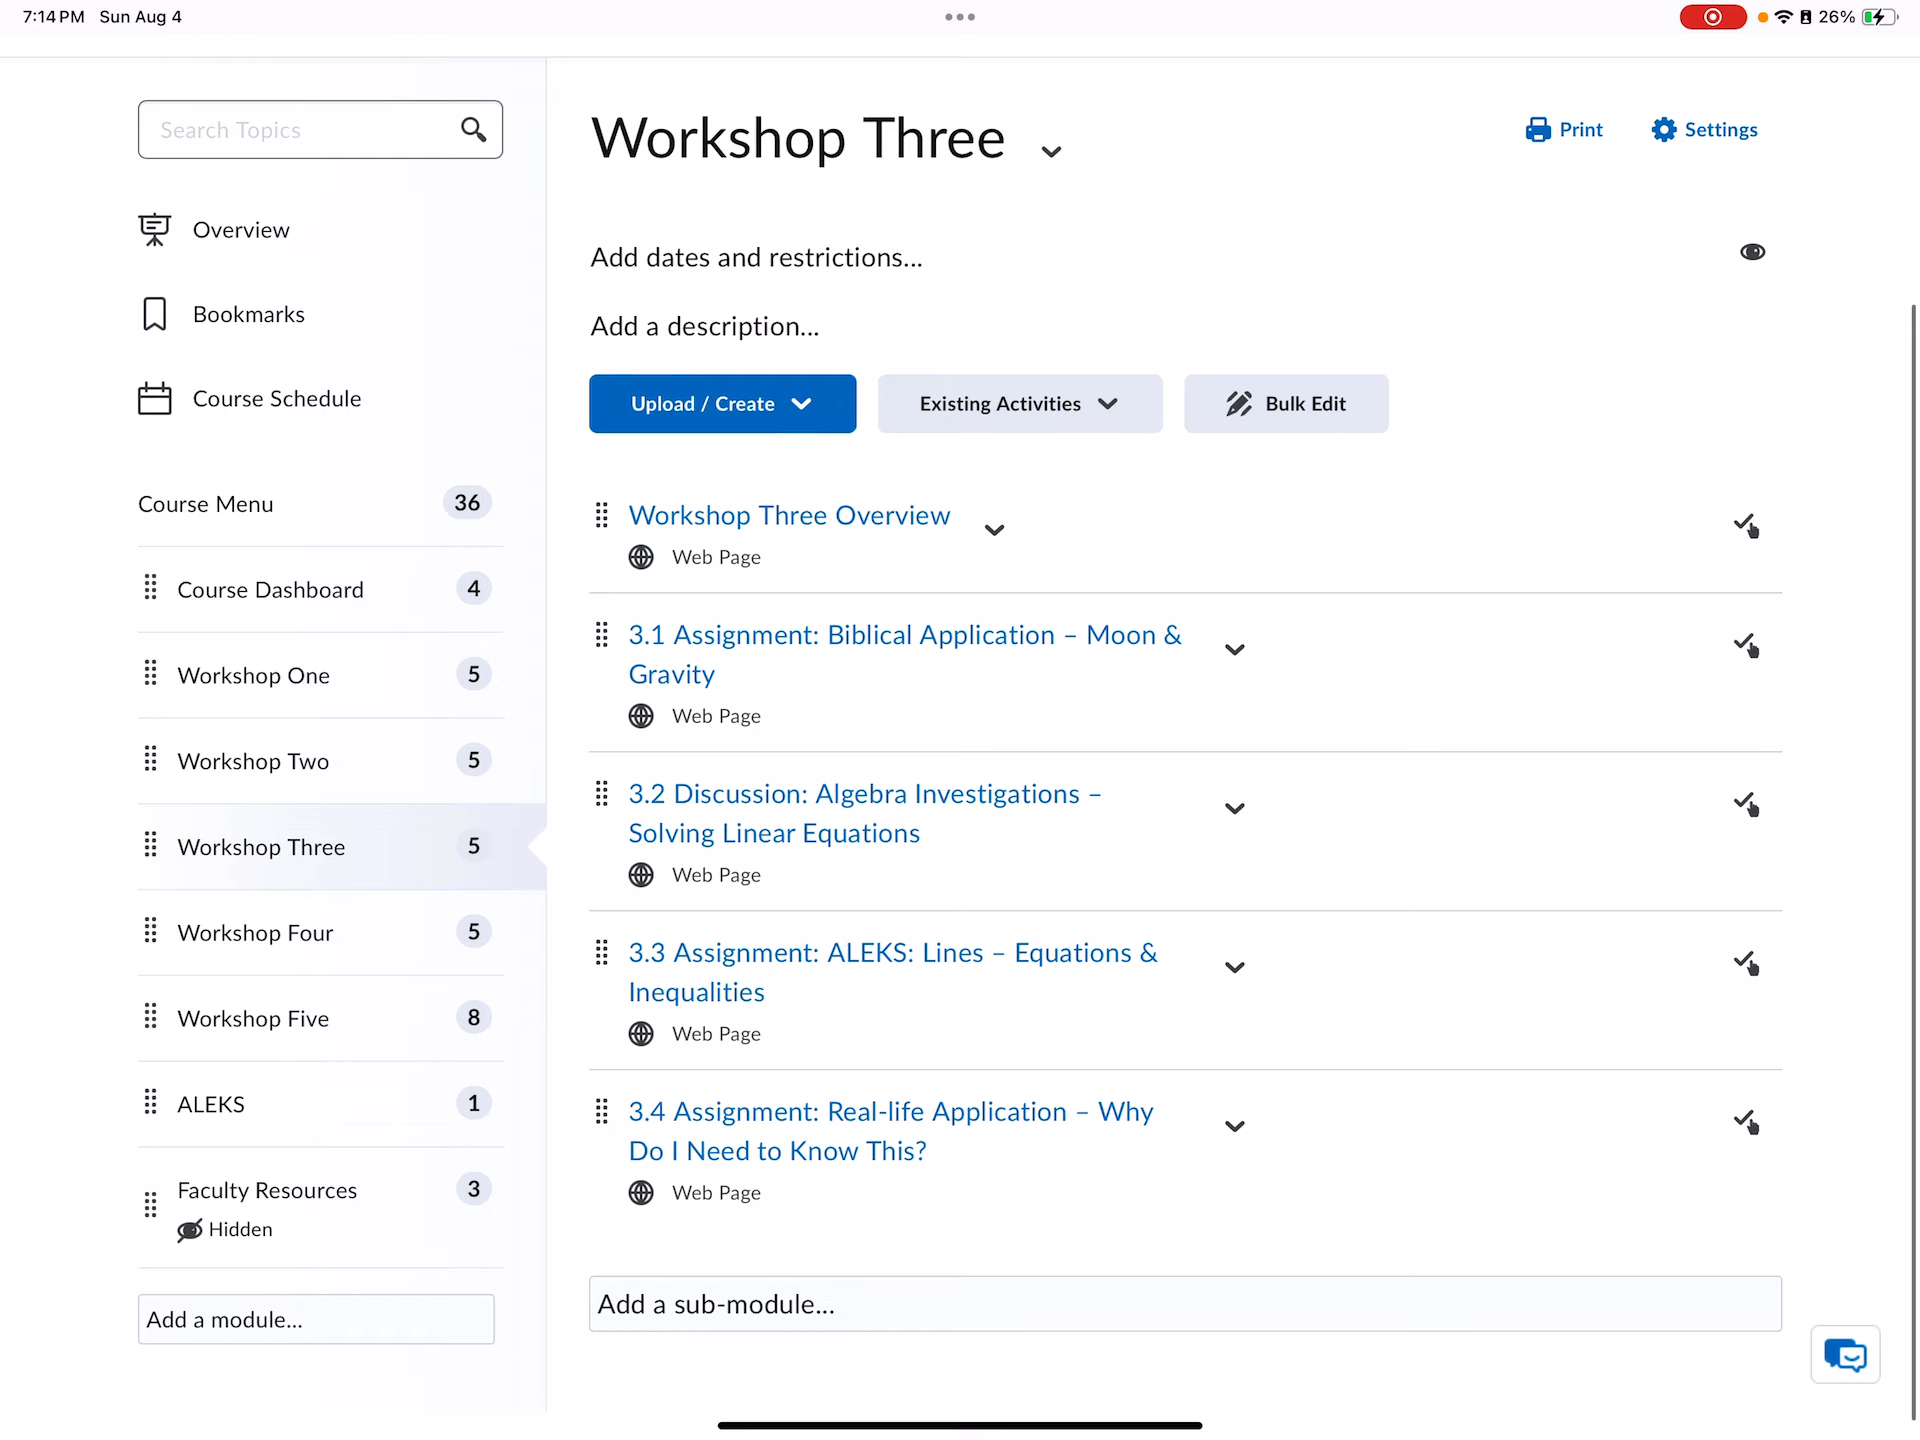 7:14 PM Sun Aug 4
26%
Search Topics
Overview
Bookmarks
Course Schedule
Course Menu 36
Course Dashboard 4
Workshop One 5
Workshop Two 5
Workshop Three 5
Workshop Four 5
Workshop Five 8
ALEKS 1
Faculty Resources 3
Hidden
Add a module...
Workshop Three
Print
Settings
Add dates and restrictions...
Add a description...
Upload / Create
Existing Activities
Bulk Edit
Workshop Three Overview
Web Page
3.1 Assignment: Biblical Application – Moon &
Gravity
Web Page
3.2 Discussion: Algebra Investigations –
Solving Linear Equations
Web Page
3.3 Assignment: ALEKS: Lines – Equations &
Inequalities
Web Page
3.4 Assignment: Real-life Application – Why
Do I Need to Know This?
Web Page
Add a sub-module...